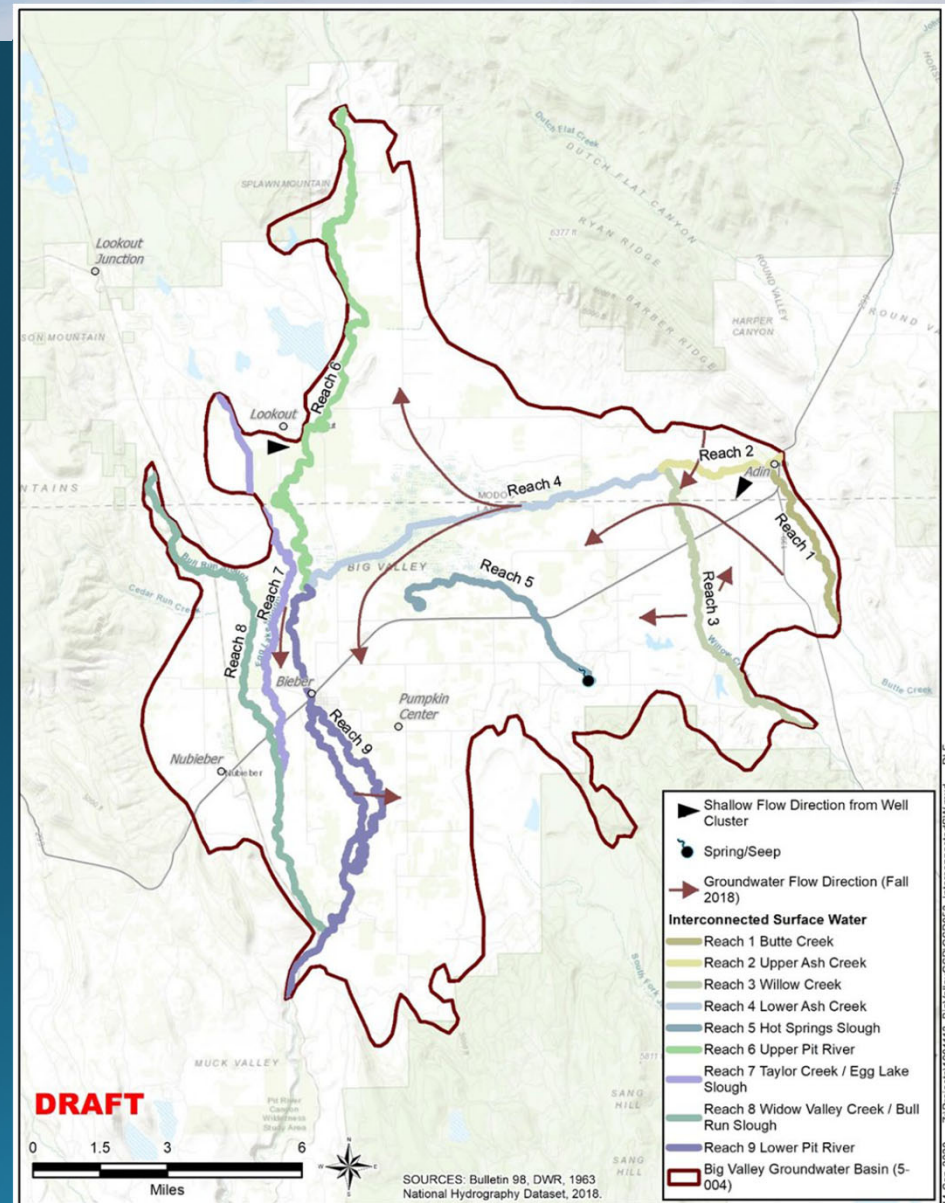 Dutch Flat Creek
DUTCH FLAT CANYON
SPLAWN MOUNTAIN
RYAN RIDGE
6377 ft
BARBER RIDGE
Lookout
Junction
HARPER
CANYON
ROUND VALLEY
ROUND VA
SON MOUNTAIN
Reach 6
Lookout
Reach 2
Adin
Reach 4
NTAINS
MODO
Reach 1
BIG VALLEY
Reach 5
Reach 7
Reach 3
Bull Run Slough
Cedar Run Creek
Egg Lake
Reach 8
Willow C
Butte Creek
Bieber
Pumpkin
Center
Reach 9
Nubieber
Nubieber
299
MUCK VALLEY
Pit River
Canyon
Wilderness
Study Area
South Fork
SANG
HILL
SANG
HILL
DRAFT
0 1.5 3 6
Miles
N
W
E
S
SOURCES: Bulletin 98, DWR, 1963
National Hydrography Dataset, 2018.
Shallow Flow Direction from Well
Cluster
Spring/Seep
Groundwater Flow Direction (Fall
2018)
Interconnected Surface Water
Reach 1 Butte Creek
Reach 2 Upper Ash Creek
Reach 3 Willow Creek
Reach 4 Lower Ash Creek
Reach 5 Hot Springs Slough
Reach 6 Upper Pit River
Reach 7 Taylor Creek / Egg Lake
Slough
Reach 8 Widow Valley Creek / Bull
Run Slough
Reach 9 Lower Pit River
Big Valley Groundwater Basin (5-
004)